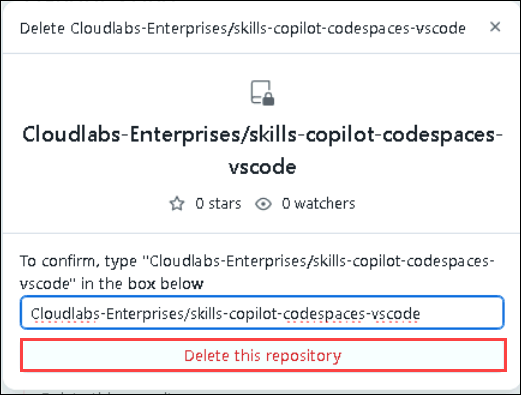 Delete Cloudlabs-Enterprises/skills-copilot-codespaces-vscode
Cloudlabs-Enterprises/skills-copilot-codespaces-
vscode
0 stars 0 watchers
To confirm, type "Cloudlabs-Enterprises/skills-copilot-codespaces-
vscode" in the box below
Cloudlabs-Enterprises/skills-copilot-codespaces-vscode
Delete this repository